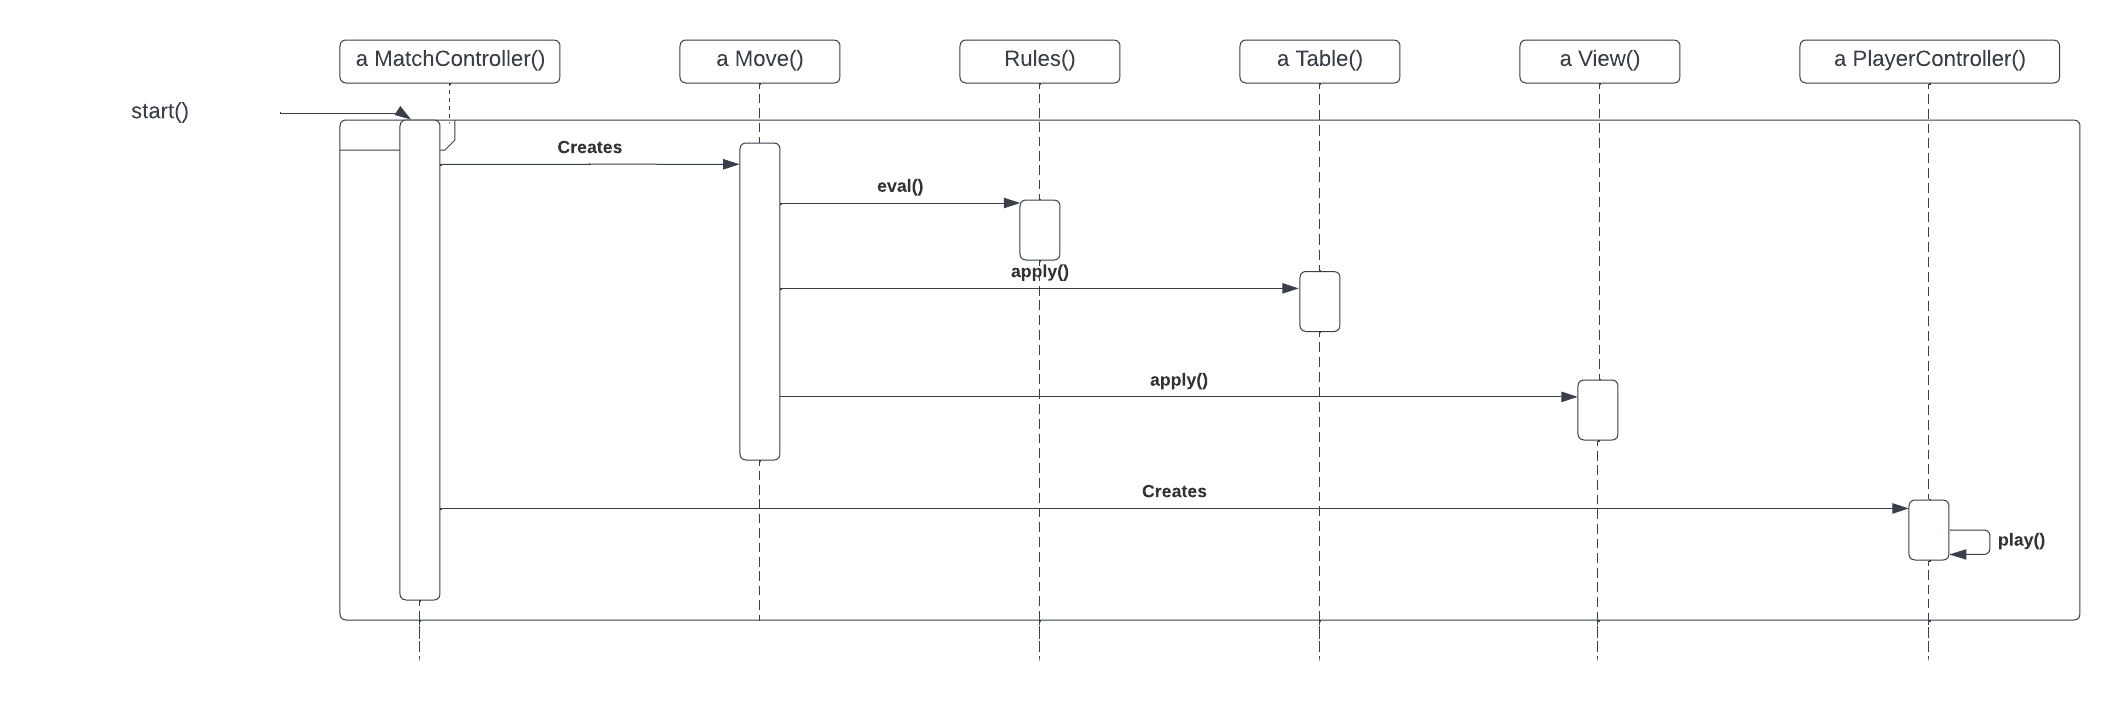 a MatchController()
a Move()
Rules()
a Table()
a View()
a PlayerController()
start()
Creates
eval()
apply()
apply()
Creates
play()